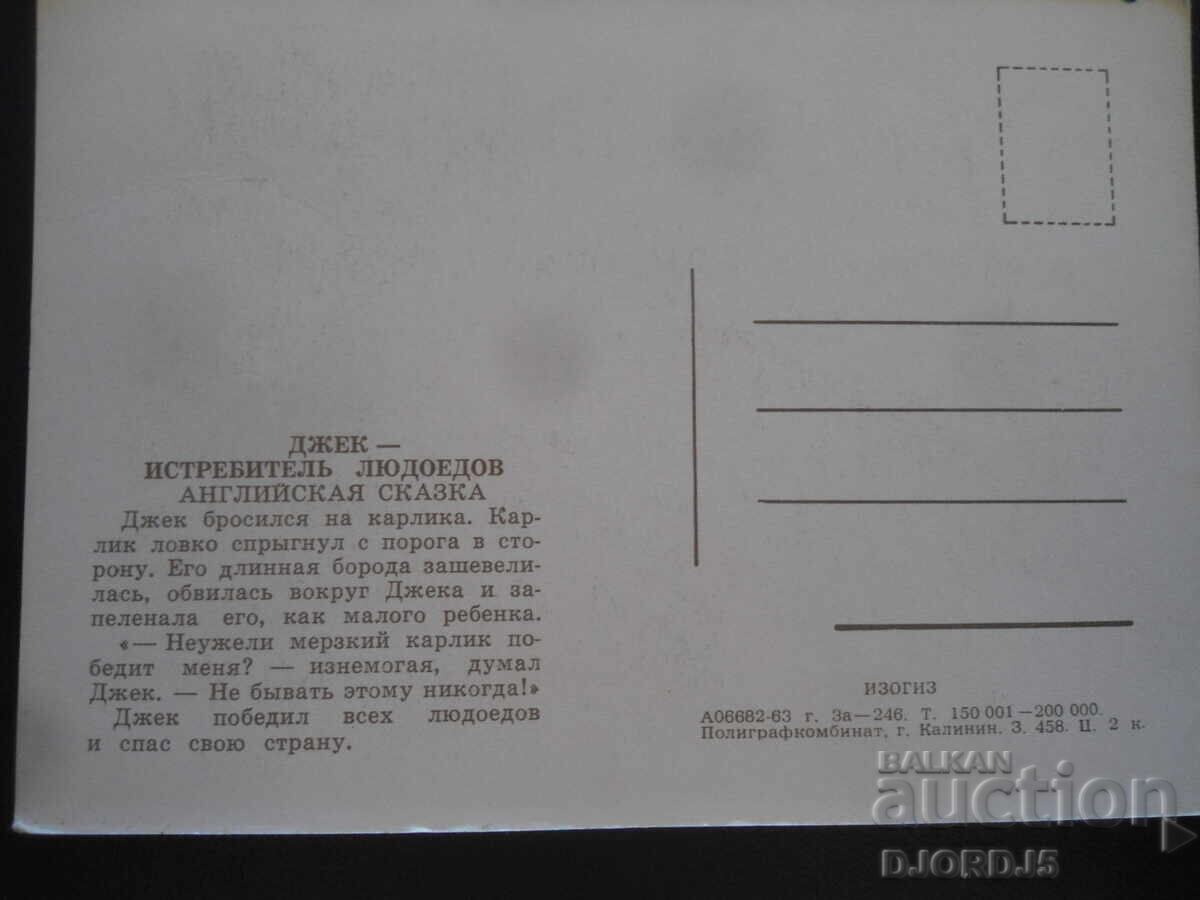 ДЖЕК —
ИСТРЕБИТЕЛЬ ЛЮДОЕДОВ
АНГЛИЙСКАЯ СКАЗКА
Джек бросился на карлика. Кар-
лик ловко спрыгнул с порога в сто-
рону. Его длинная борода зашевели-
лась, обвилась вокруг Джека и за-
пеленала его, как малого ребенка.
«— Неужели мерзкий карлик по-
бедит меня? — изнемогая, думал
Джек. — Не бывать этому никогда!»
Джек победил всех людоедов
и спас свою страну.
ИЗОГИЗ
А06682-63 г. За—246. Т. 150 001—200 000.
Полиграфкомбинат, г. Калинин. З. 458. Ц. 2 к.
BALKAN
auction
DJORDJ5